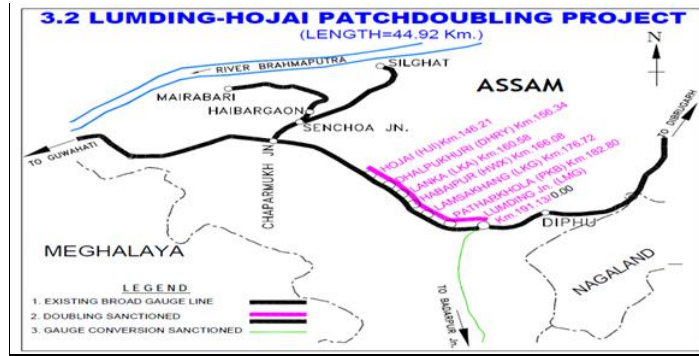 3.2 LUMDING-HOJAI PATCHDOUBLING PROJECT
(LENGTH=44.92 Km.)
N
RIVER BRAHMAPUTRA
SILGHAT
ASSAM
MAIRABARI
HAIBARGAON
SENCHOA JN.
TO DIBRUGARH
TO GUWAHATI
CHAPARMUKH JN.
HOJAI (HJI) Km.146.21
DHALPUKHURI (DHRY) Km.156.34
LANKA (LKA) Km.160.58
HABAIPUR (HWX) Km.166.08
LAMSAKHANG (LKG) Km.176.72
PATHARKHOLA (PKB) Km.182.80
LUMDING Jn (LMG)
Km.191.13/0.00
DIPHU
MEGHALAYA
NAGALAND
TO BADARPUR Jn.
LEGEND
1. EXISTING BROAD GAUGE LINE
2. DOUBLING SANCTIONED
3. GAUGE CONVERSION SANCTIONED